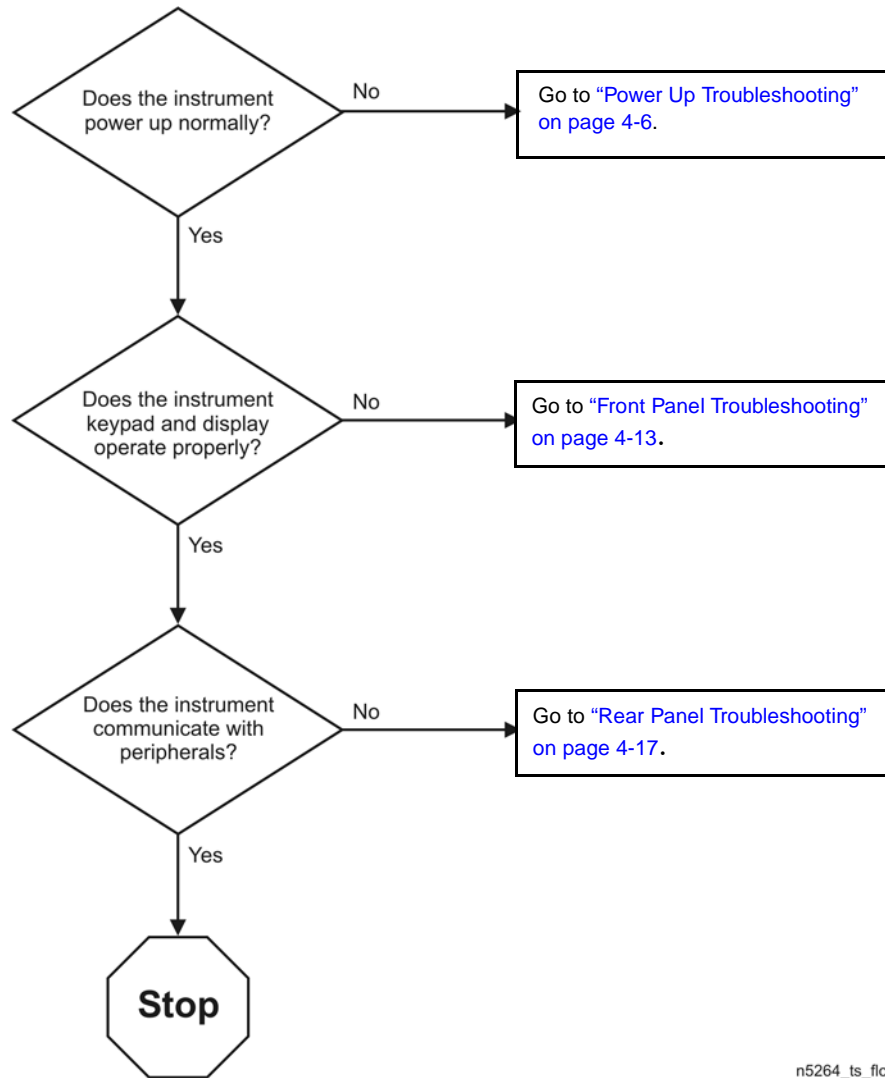 Does the instrument
power up normally?
No
Go to “Power Up Troubleshooting”
on page 4-6.
Yes
Does the instrument
keypad and display
operate properly?
No
Go to “Front Panel Troubleshooting”
on page 4-13.
Yes
Does the instrument
communicate with
peripherals?
No
Go to “Rear Panel Troubleshooting”
on page 4-17.
Yes
Stop
n5264_ts_flo